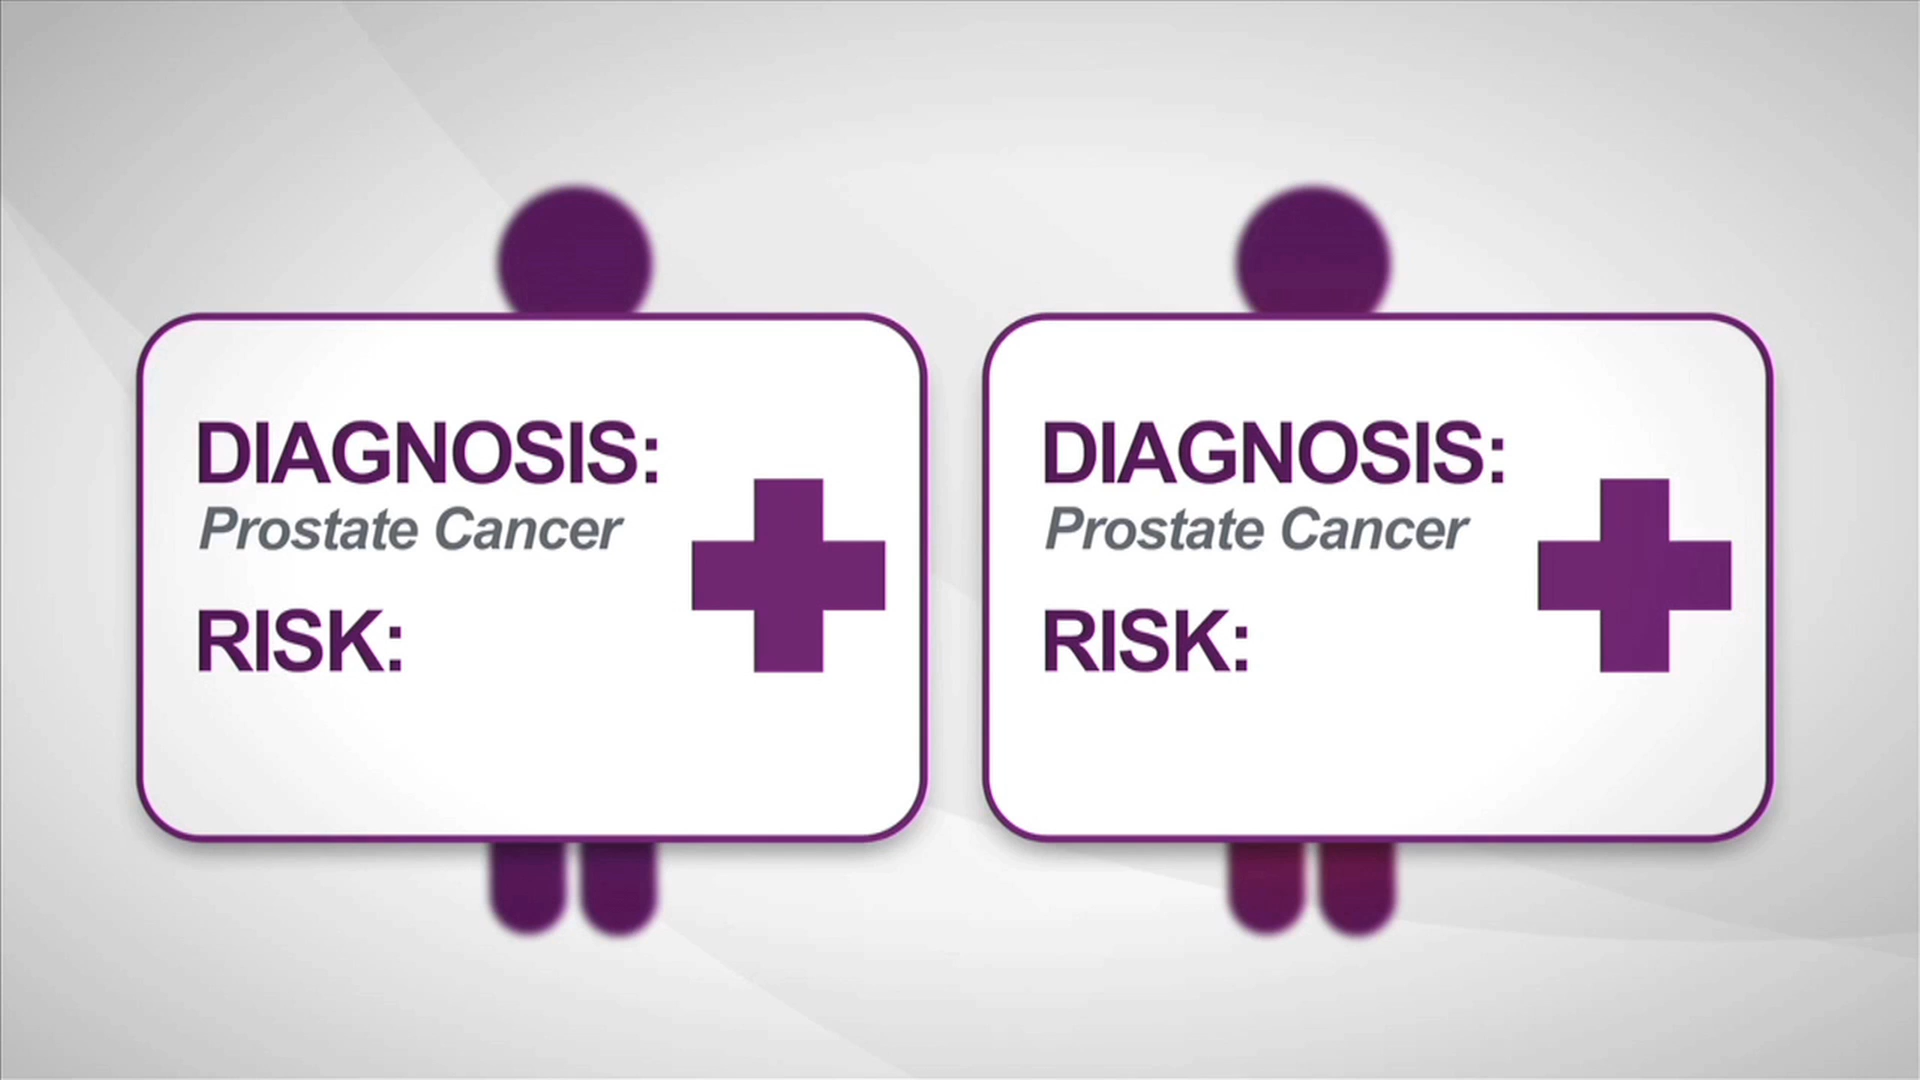 DIAGNOSIS:
Prostate Cancer
RISK:
DIAGNOSIS:
Prostate Cancer
RISK: